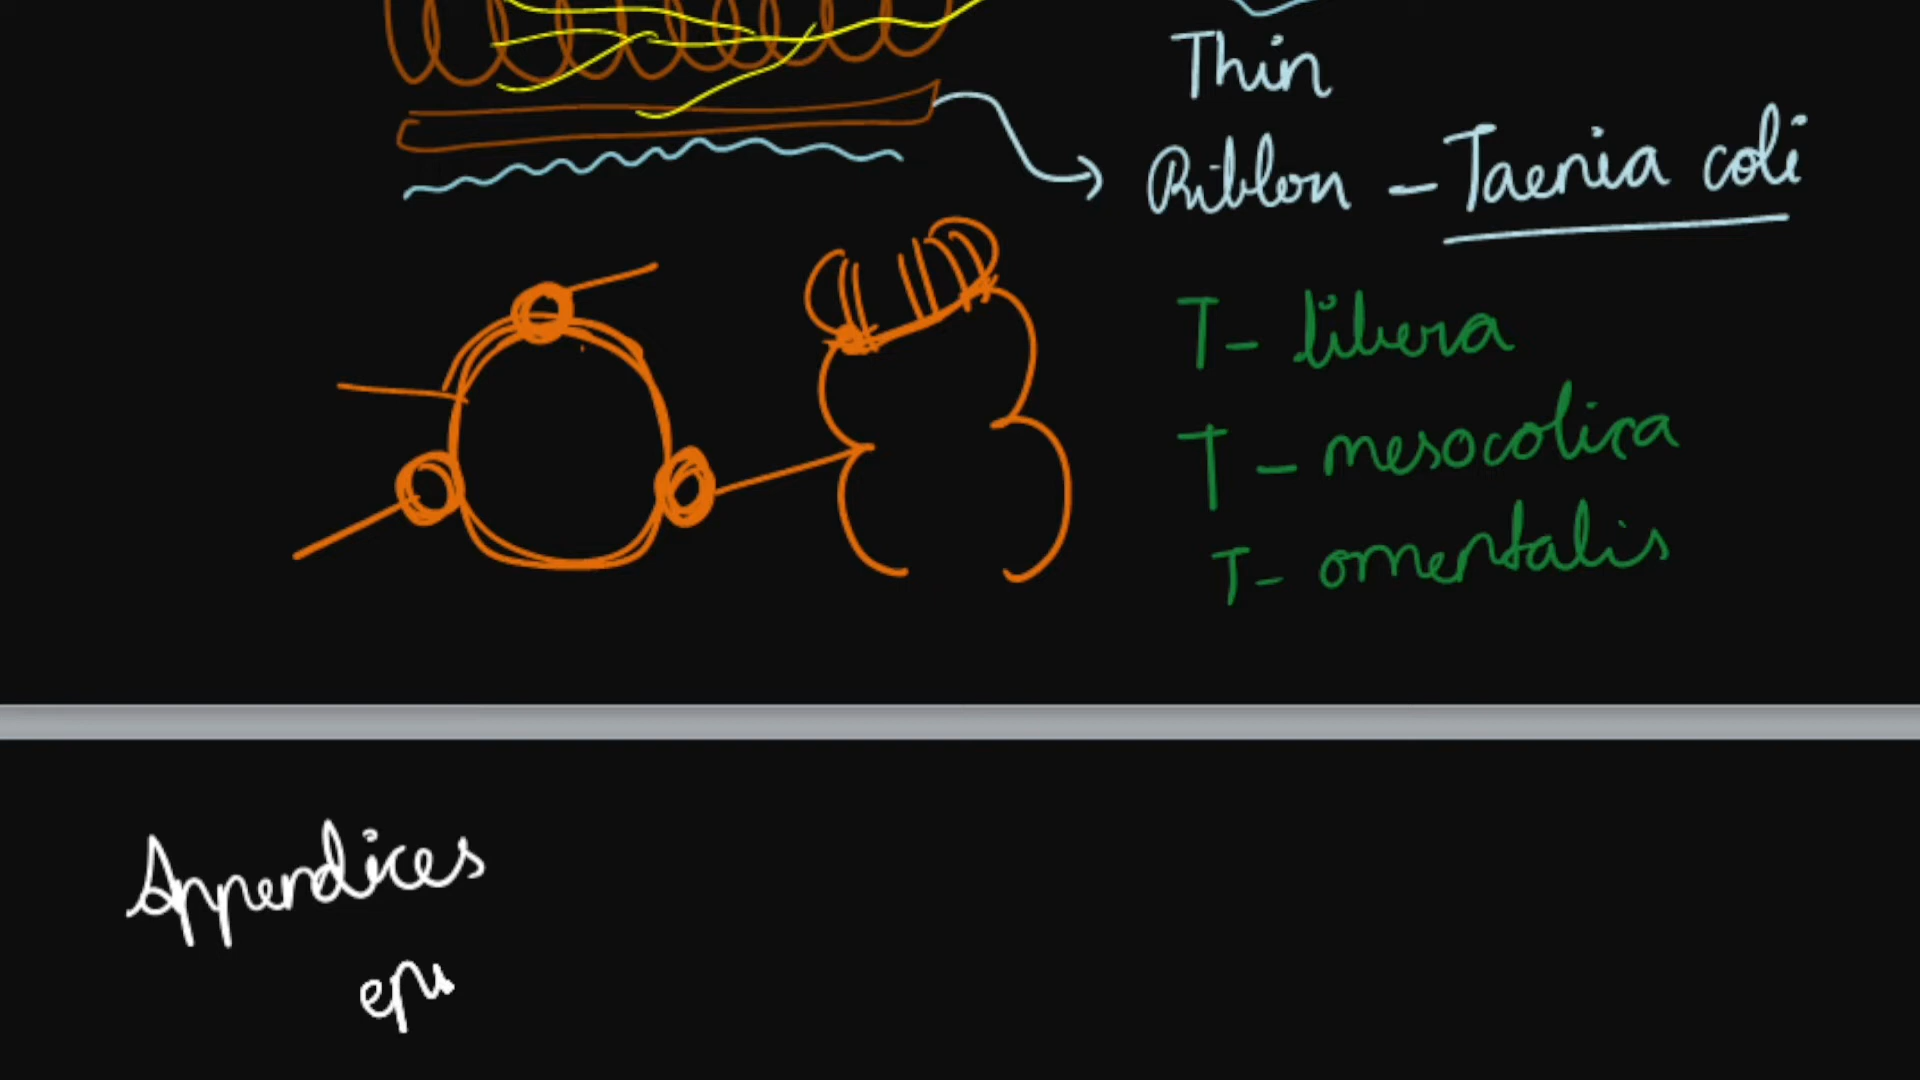 Thin
Ribbon - Taenia coli
T- libera
T- mesocolica
T- omentalis
Appendices
epi